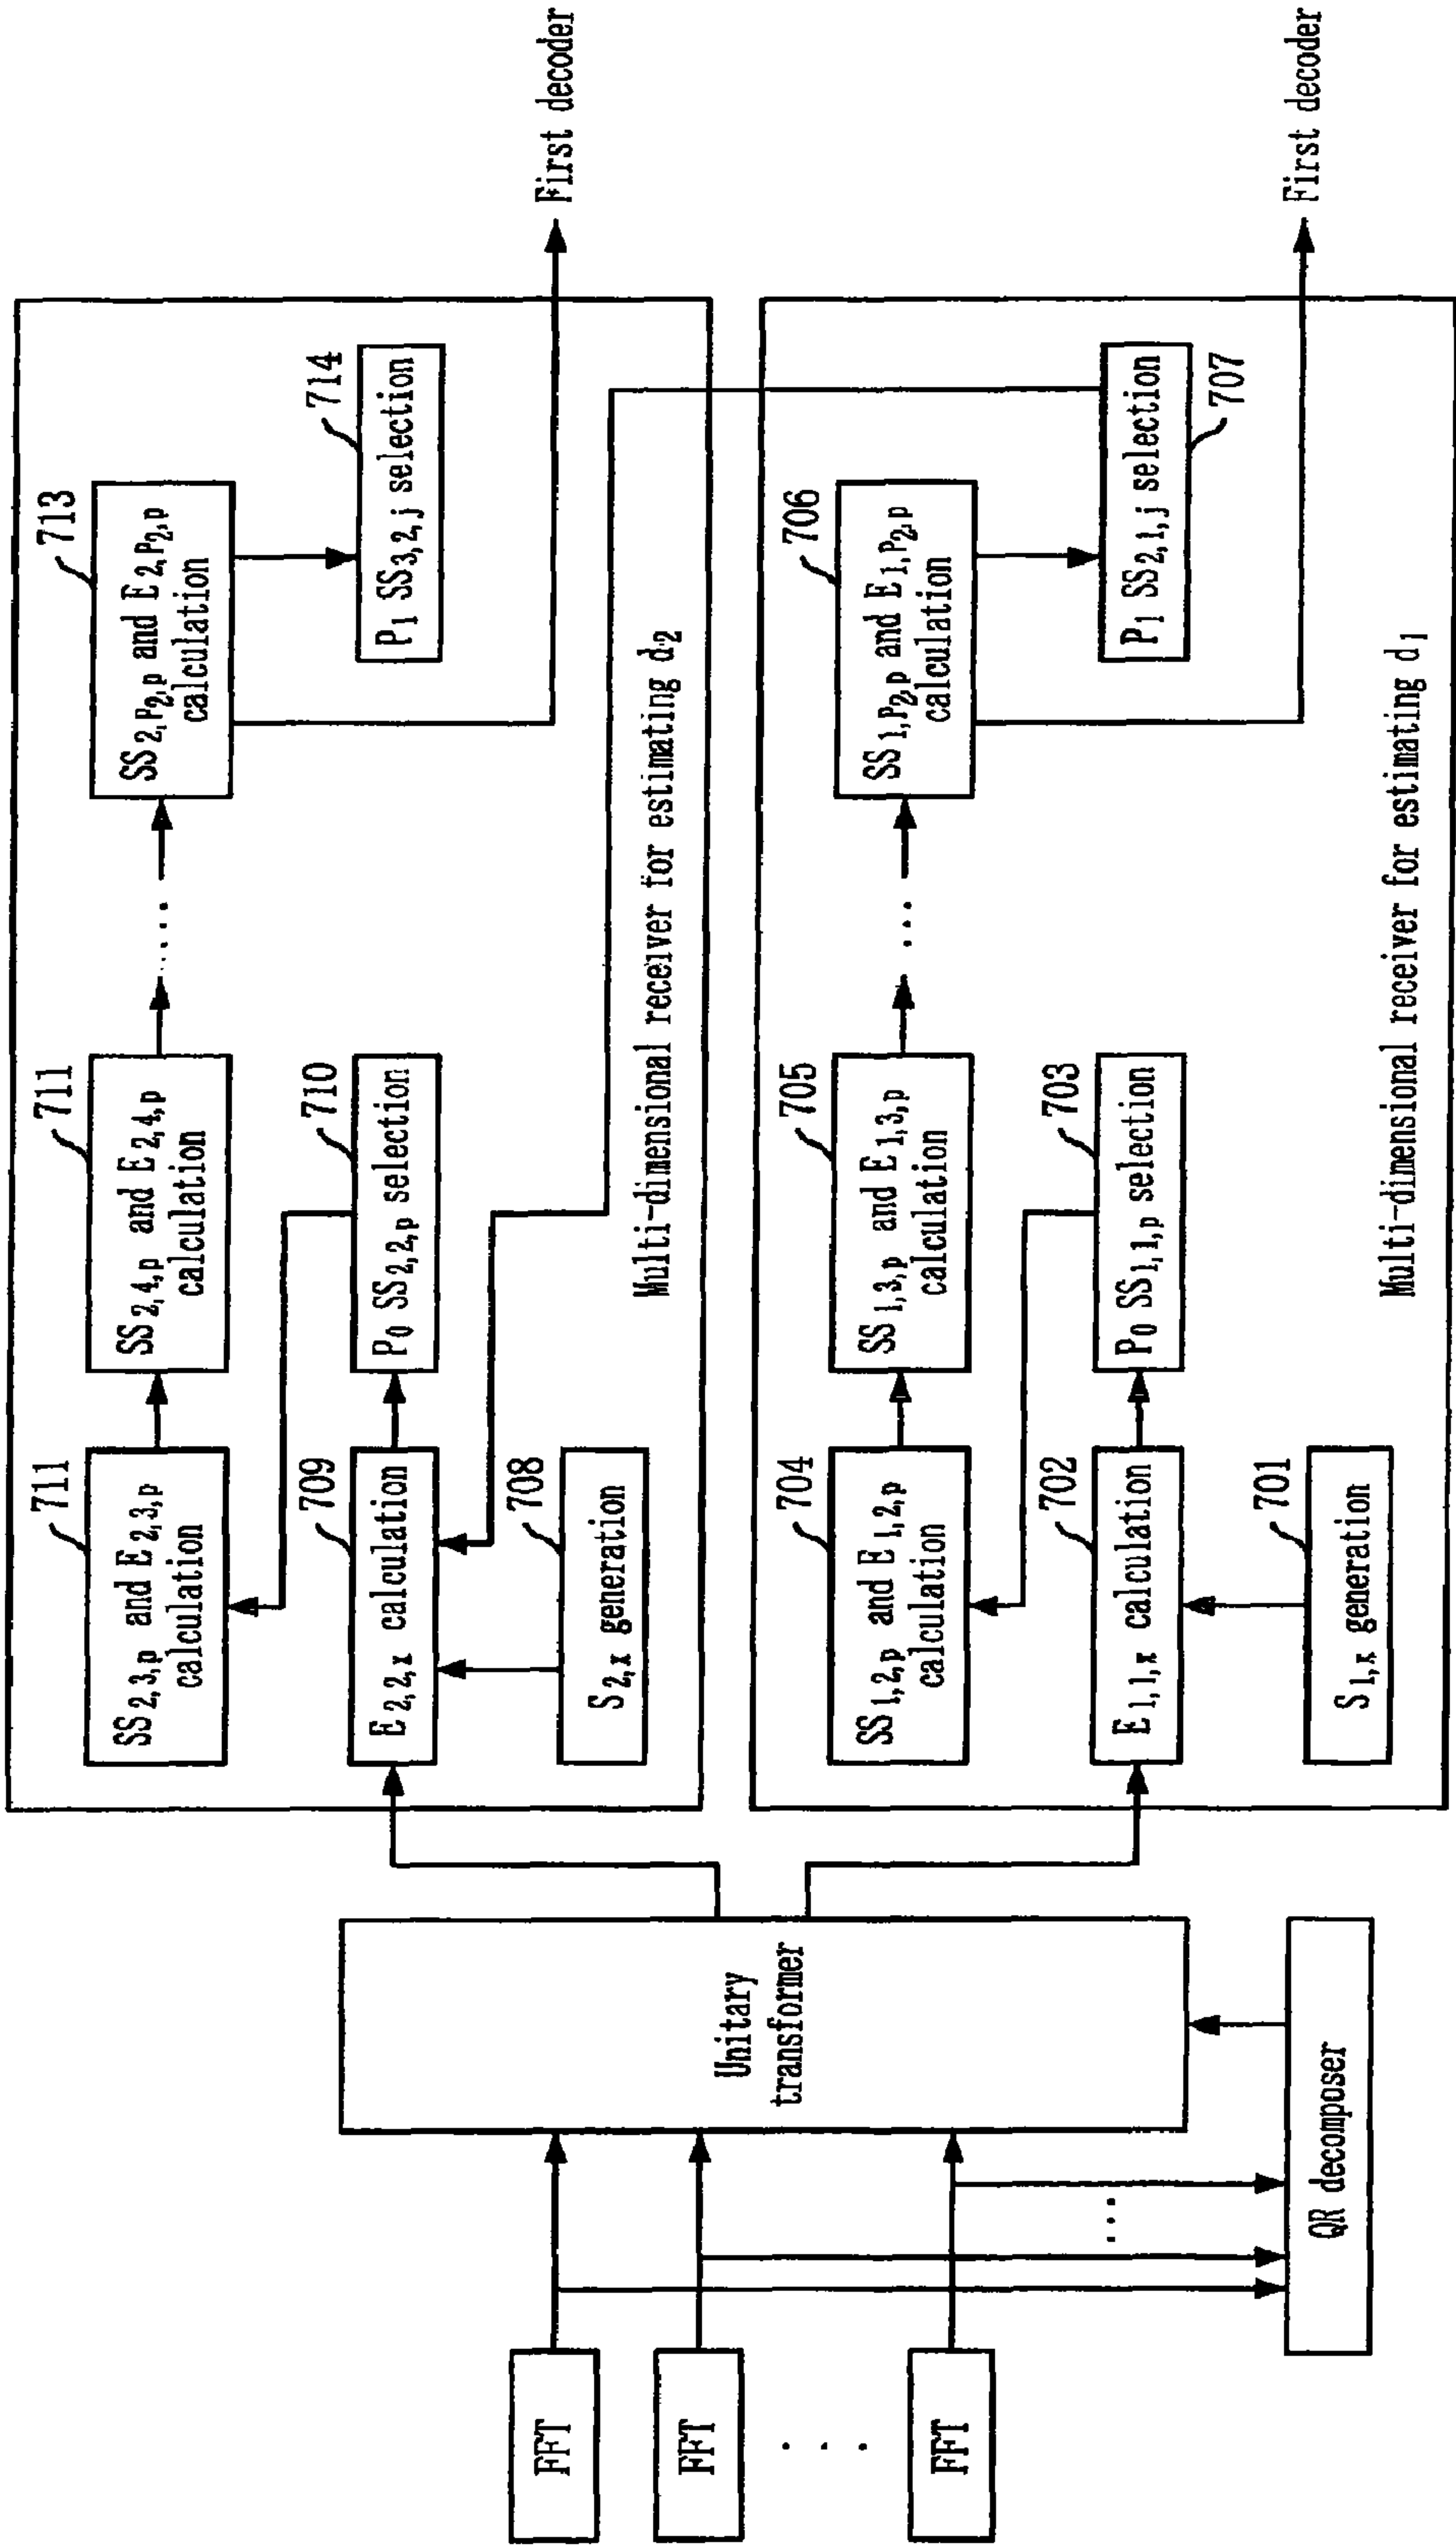 FFT
FFT
. . .
FFT
QR decomposer
...
Unitary
transformer
711
SS2,3,p and E2,3,p
calculation
711
SS2,4,p and E2,4,p
calculation
.....
713
SS2,P2,p and E2,P2,p
calculation
709
E2,2,x calculation
710
P0 SS2,2,p selection
714
P1 SS3,2,j selection
708
S2,x generation
Multi-dimensional receiver for estimating d2
First decoder
704
SS1,2,p and E1,2,p
calculation
705
SS1,3,p and E1,3,p
calculation
...
706
SS1,P2,p and E1,P2,p
calculation
702
E1,1,x calculation
703
P0 SS1,1,p selection
P1 SS2,1,j selection
707
701
S1,x generation
Multi-dimensional receiver for estimating d1
First decoder